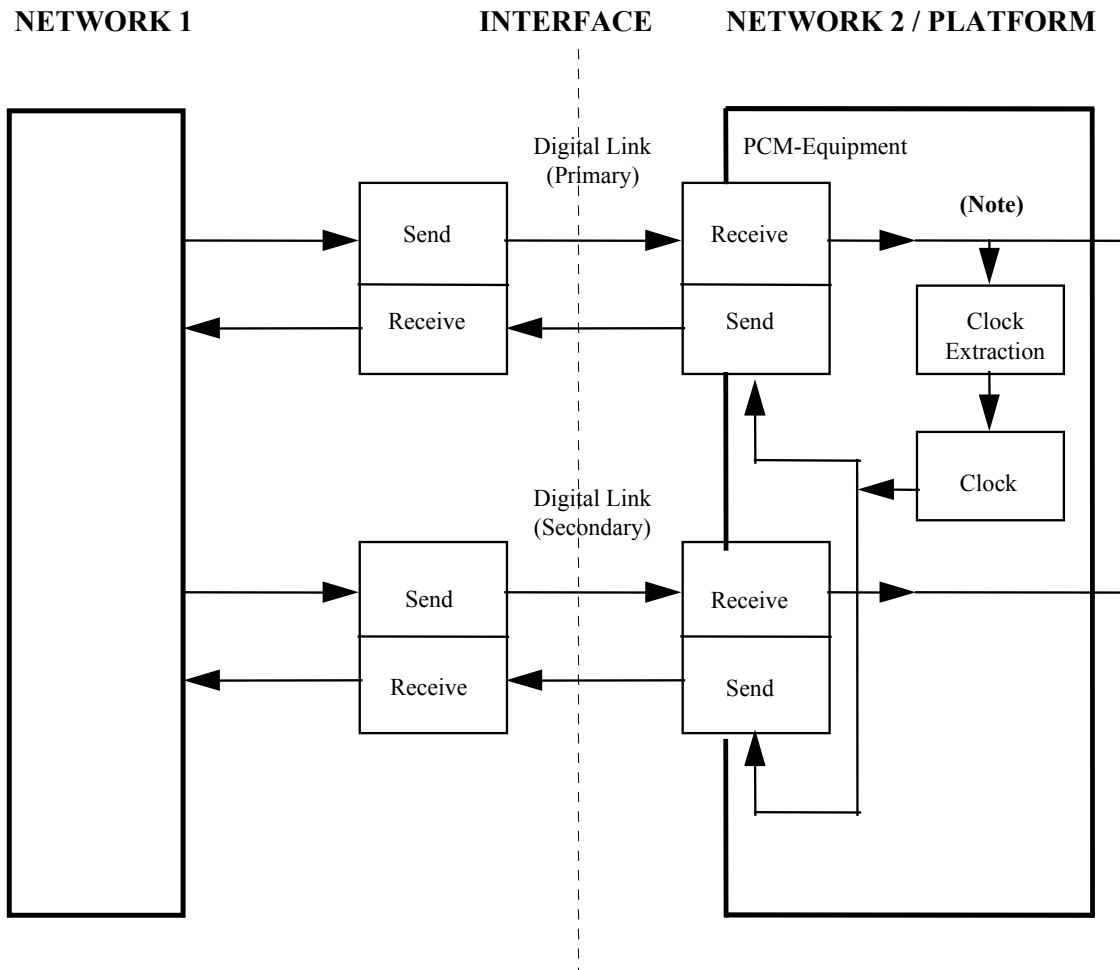 NETWORK 1
INTERFACE
NETWORK 2 / PLATFORM
Digital Link
(Primary)
PCM-Equipment
(Note)
Send
Receive
Receive
Send
Clock
Extraction
Clock
Digital Link
(Secondary)
Send
Receive
Receive
Send